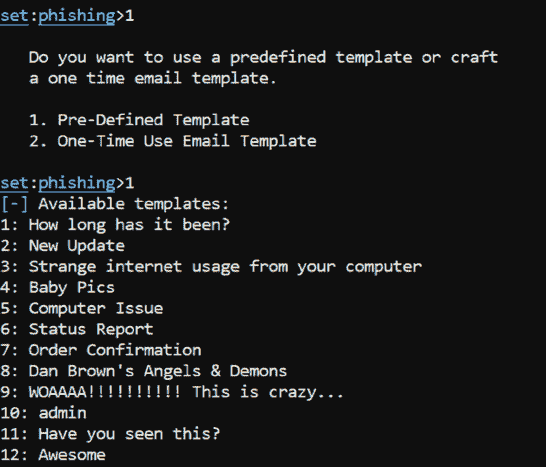 set:phishing>1
Do you want to use a predefined template or craft
a one time email template.
1. Pre-Defined Template
2. One-Time Use Email Template
set:phishing>1
[-] Available templates:
1: How long has it been?
2: New Update
3: Strange internet usage from your computer
4: Baby Pics
5: Computer Issue
6: Status Report
7: Order Confirmation
8: Dan Brown's Angels & Demons
9: WOAAAA!!!!!!!!!! This is crazy...
10: admin
11: Have you seen this?
12: Awesome